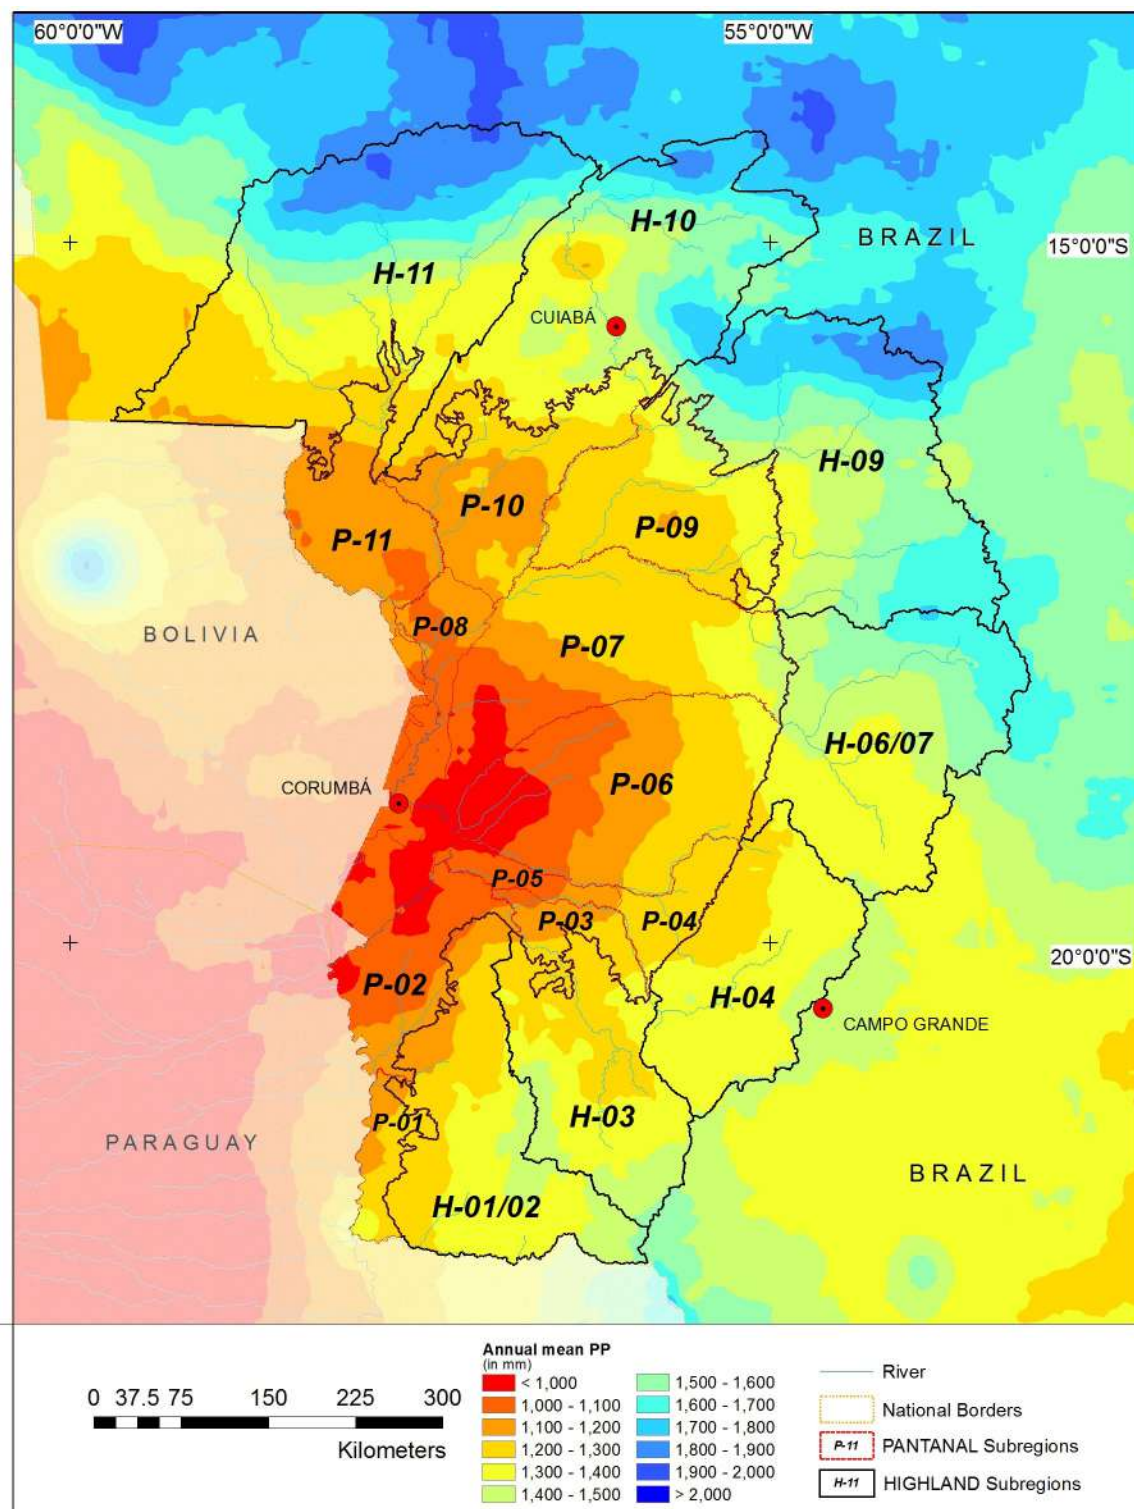 60°0'0"W
55°0'0"W
H-10
BRAZIL
15°0'0"S
H-11
CUIABÁ
H-09
P-10
P-09
P-11
BOLIVIA
P-08
P-07
H-06/07
CORUMBÁ
P-06
P-05
P-03
P-04
20°0'0"S
P-02
H-04
CAMPO GRANDE
P-01
H-03
PARAGUAY
BRAZIL
H-01/02
Annual mean PP
(in mm)
< 1,000
1,000 - 1,100
1,100 - 1,200
1,200 - 1,300
1,300 - 1,400
1,400 - 1,500
1,500 - 1,600
1,600 - 1,700
1,700 - 1,800
1,800 - 1,900
1,900 - 2,000
> 2,000
0 37.5 75 150 225 300
Kilometers
River
National Borders
P-11 PANTANAL Subregions
H-11 HIGHLAND Subregions